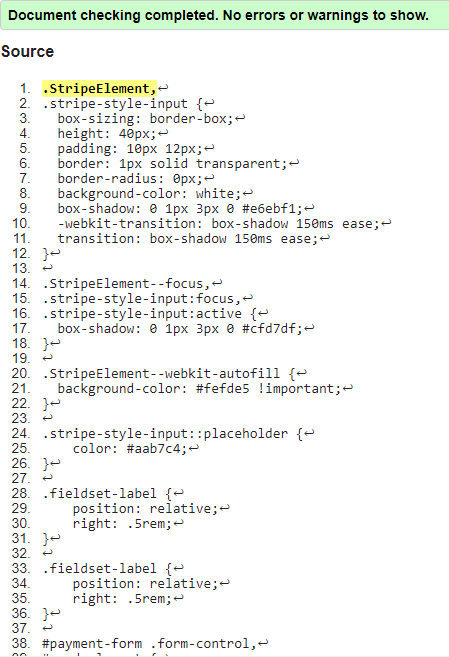 Document checking completed. No errors or warnings to show.
Source
1. .StripeElement,↩
2. .stripe-style-input {↩
3.   box-sizing: border-box;↩
4.   height: 40px;↩
5.   padding: 10px 12px;↩
6.   border: 1px solid transparent;↩
7.   border-radius: 0px;↩
8.   background-color: white;↩
9.   box-shadow: 0 1px 3px 0 #e6ebf1;↩
10.   -webkit-transition: box-shadow 150ms ease;↩
11.   transition: box-shadow 150ms ease;↩
12. }↩
13. ↩
14. .StripeElement--focus,↩
15. .stripe-style-input:focus,↩
16. .stripe-style-input:active {↩
17.   box-shadow: 0 1px 3px 0 #cfd7df;↩
18. }↩
19. ↩
20. .StripeElement--webkit-autofill {↩
21.   background-color: #fefde5 !important;↩
22. }↩
23. ↩
24. .stripe-style-input::placeholder {↩
25.     color: #aab7c4;↩
26. }↩
27. ↩
28. .fieldset-label {↩
29.     position: relative;↩
30.     right: .5rem;↩
31. }↩
32. ↩
33. .fieldset-label {↩
34.     position: relative;↩
35.     right: .5rem;↩
36. }↩
37. ↩
38. #payment-form .form-control,↩